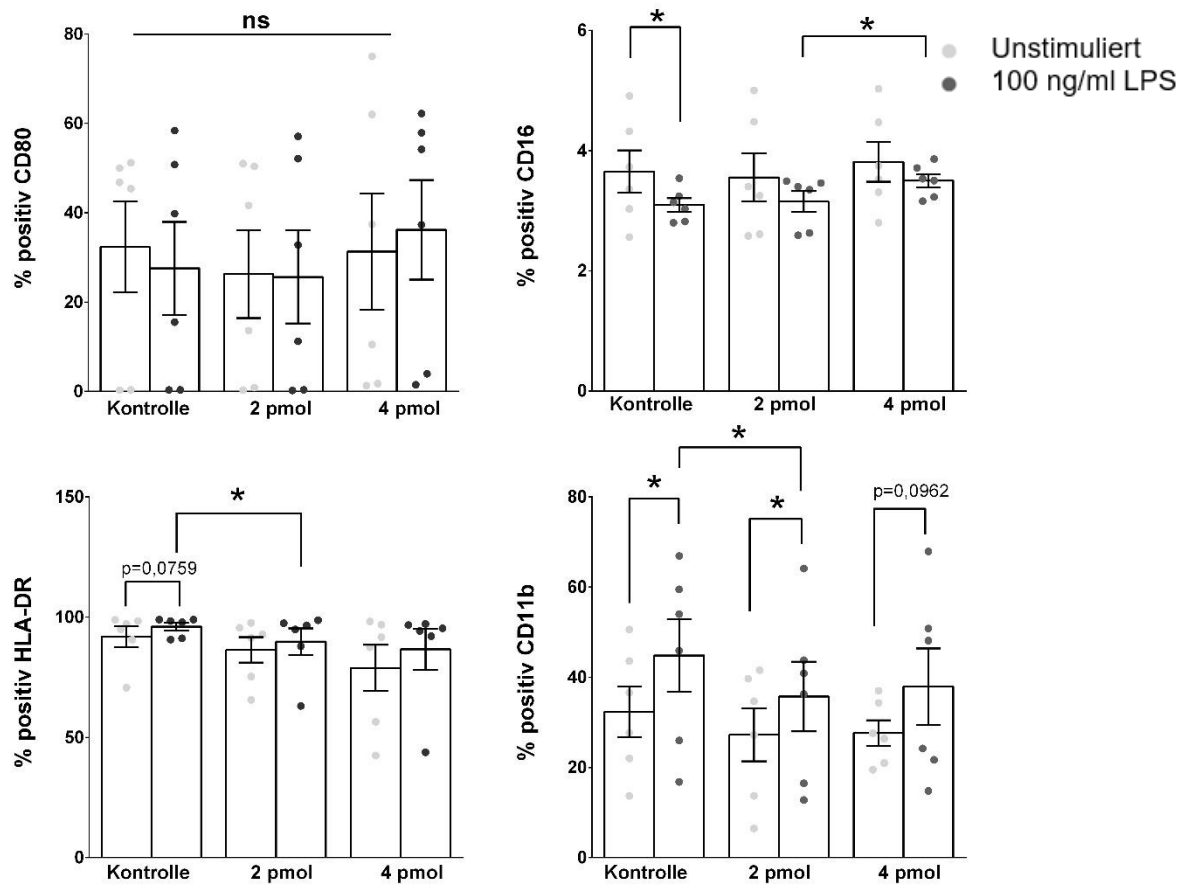 ns
80
60
40
20
0
% positiv CD80
Kontrolle 2 pmol 4 pmol
* *
6
4
2
0
% positiv CD16
Kontrolle 2 pmol 4 pmol
Unstimuliert
100 ng/ml LPS
*
p=0,0759
150
100
50
0
% positiv HLA-DR
Kontrolle 2 pmol 4 pmol
*
* * p=0,0962
80
60
40
20
0
% positiv CD11b
Kontrolle 2 pmol 4 pmol